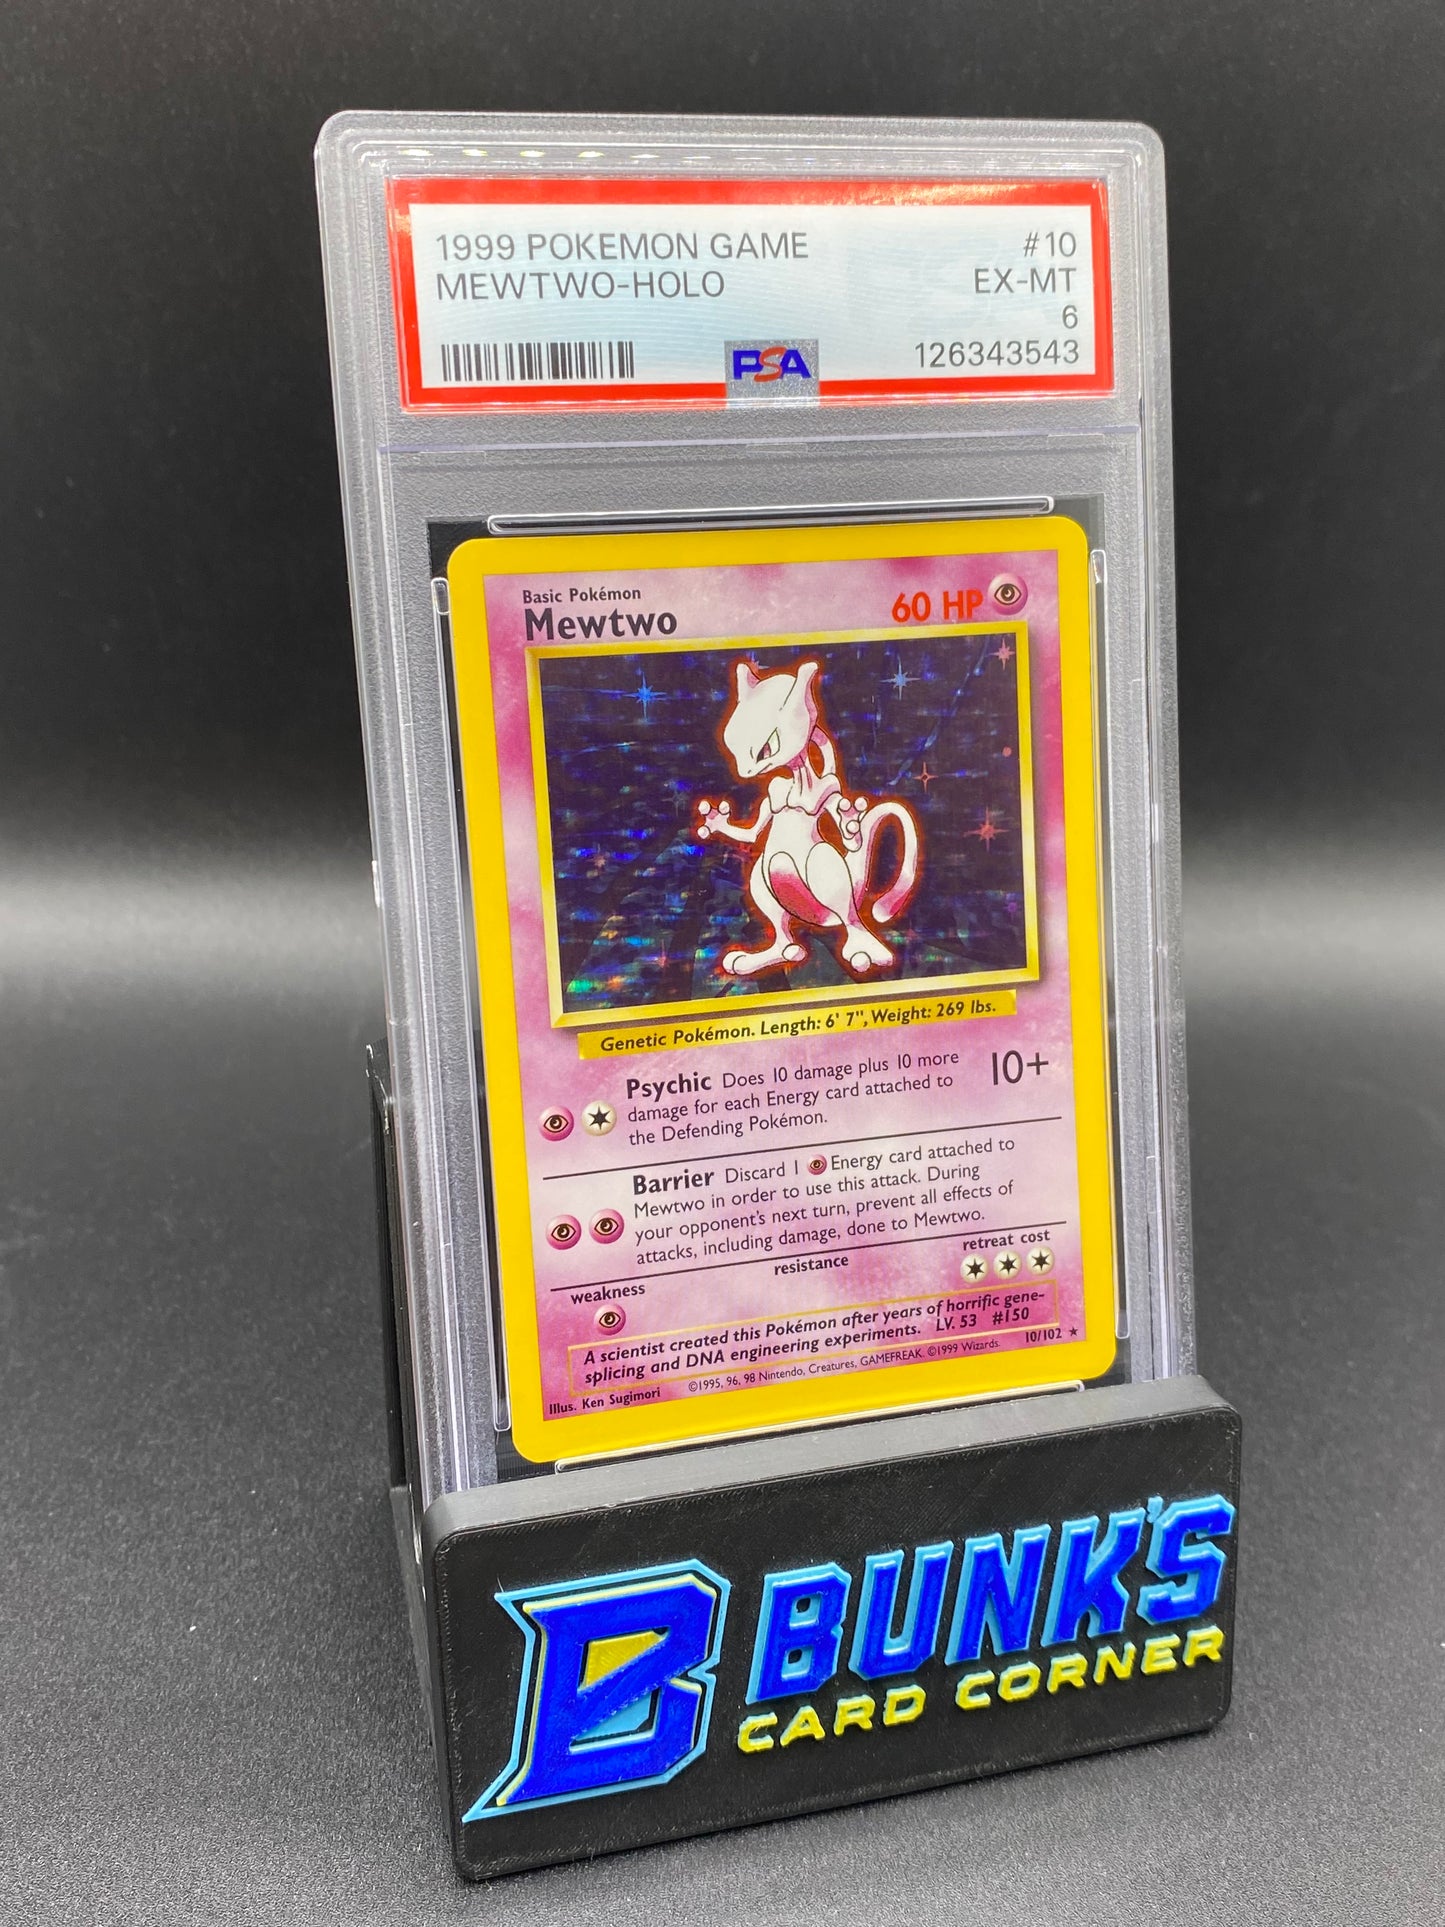 1999 POKEMON GAME #10
MEWTWO-HOLO EX-MT
6
PSA 126343543
Basic Pokémon
Mewtwo 60 HP
Genetic Pokémon. Length: 6' 7", Weight: 269 lbs.
Psychic Does 10 damage plus 10 more
damage for each Energy card attached to
the Defending Pokémon.
10+
Barrier Discard 1 Energy card attached to
Mewtwo in order to use this attack. During
your opponent's next turn, prevent all effects of
attacks, including damage, done to Mewtwo.
weakness resistance retreat cost
A scientist created this Pokémon after years of horrific gene-
splicing and DNA engineering experiments. LV. 53 #150
Illus. Ken Sugimori ©1995, 96, 98 Nintendo, Creatures, GAMEFREAK. ©1999 Wizards. 10/102 ★
B BUNK'S
CARD CORNER